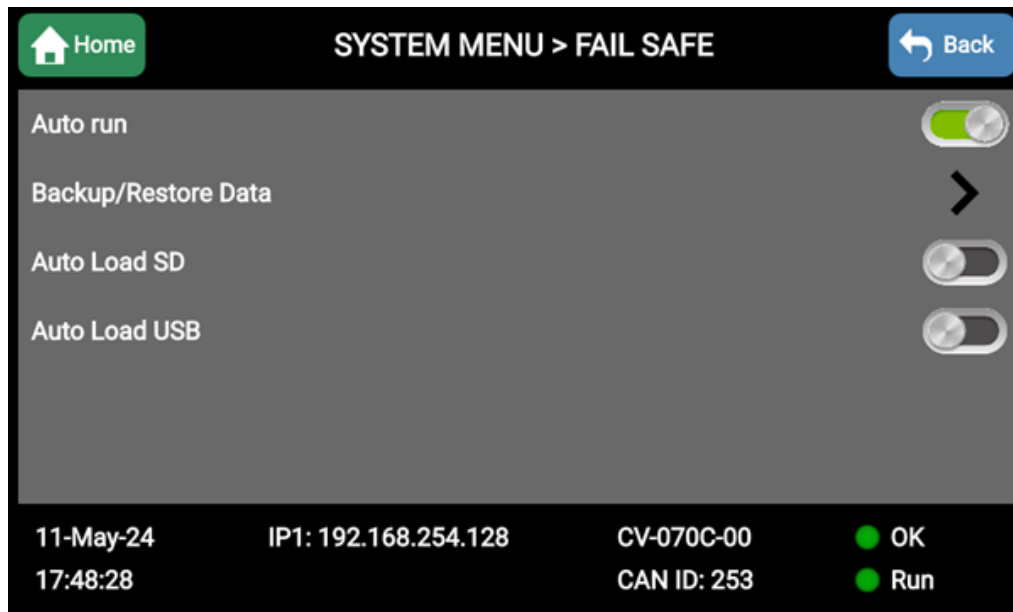 Home SYSTEM MENU > FAIL SAFE Back
Auto run
Backup/Restore Data
Auto Load SD
Auto Load USB
11-May-24 IP1: 192.168.254.128 CV-070C-00 OK
17:48:28 CAN ID: 253 Run